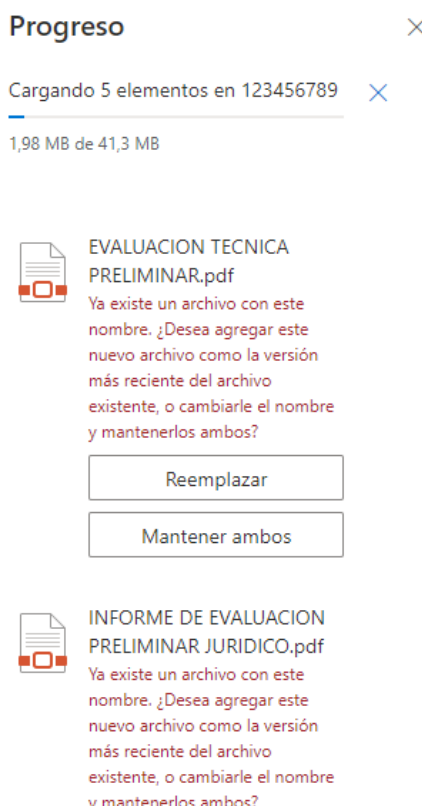 Progreso
Cargando 5 elementos en 123456789
1,98 MB de 41,3 MB
EVALUACION TECNICA
PRELIMINAR.pdf
Ya existe un archivo con este
nombre. ¿Desea agregar este
nuevo archivo como la versión
más reciente del archivo
existente, o cambiarle el nombre
y mantenerlos ambos?
Reemplazar
Mantener ambos
INFORME DE EVALUACION
PRELIMINAR JURIDICO.pdf
Ya existe un archivo con este
nombre. ¿Desea agregar este
nuevo archivo como la versión
más reciente del archivo
existente, o cambiarle el nombre
y mantenerlos ambos?